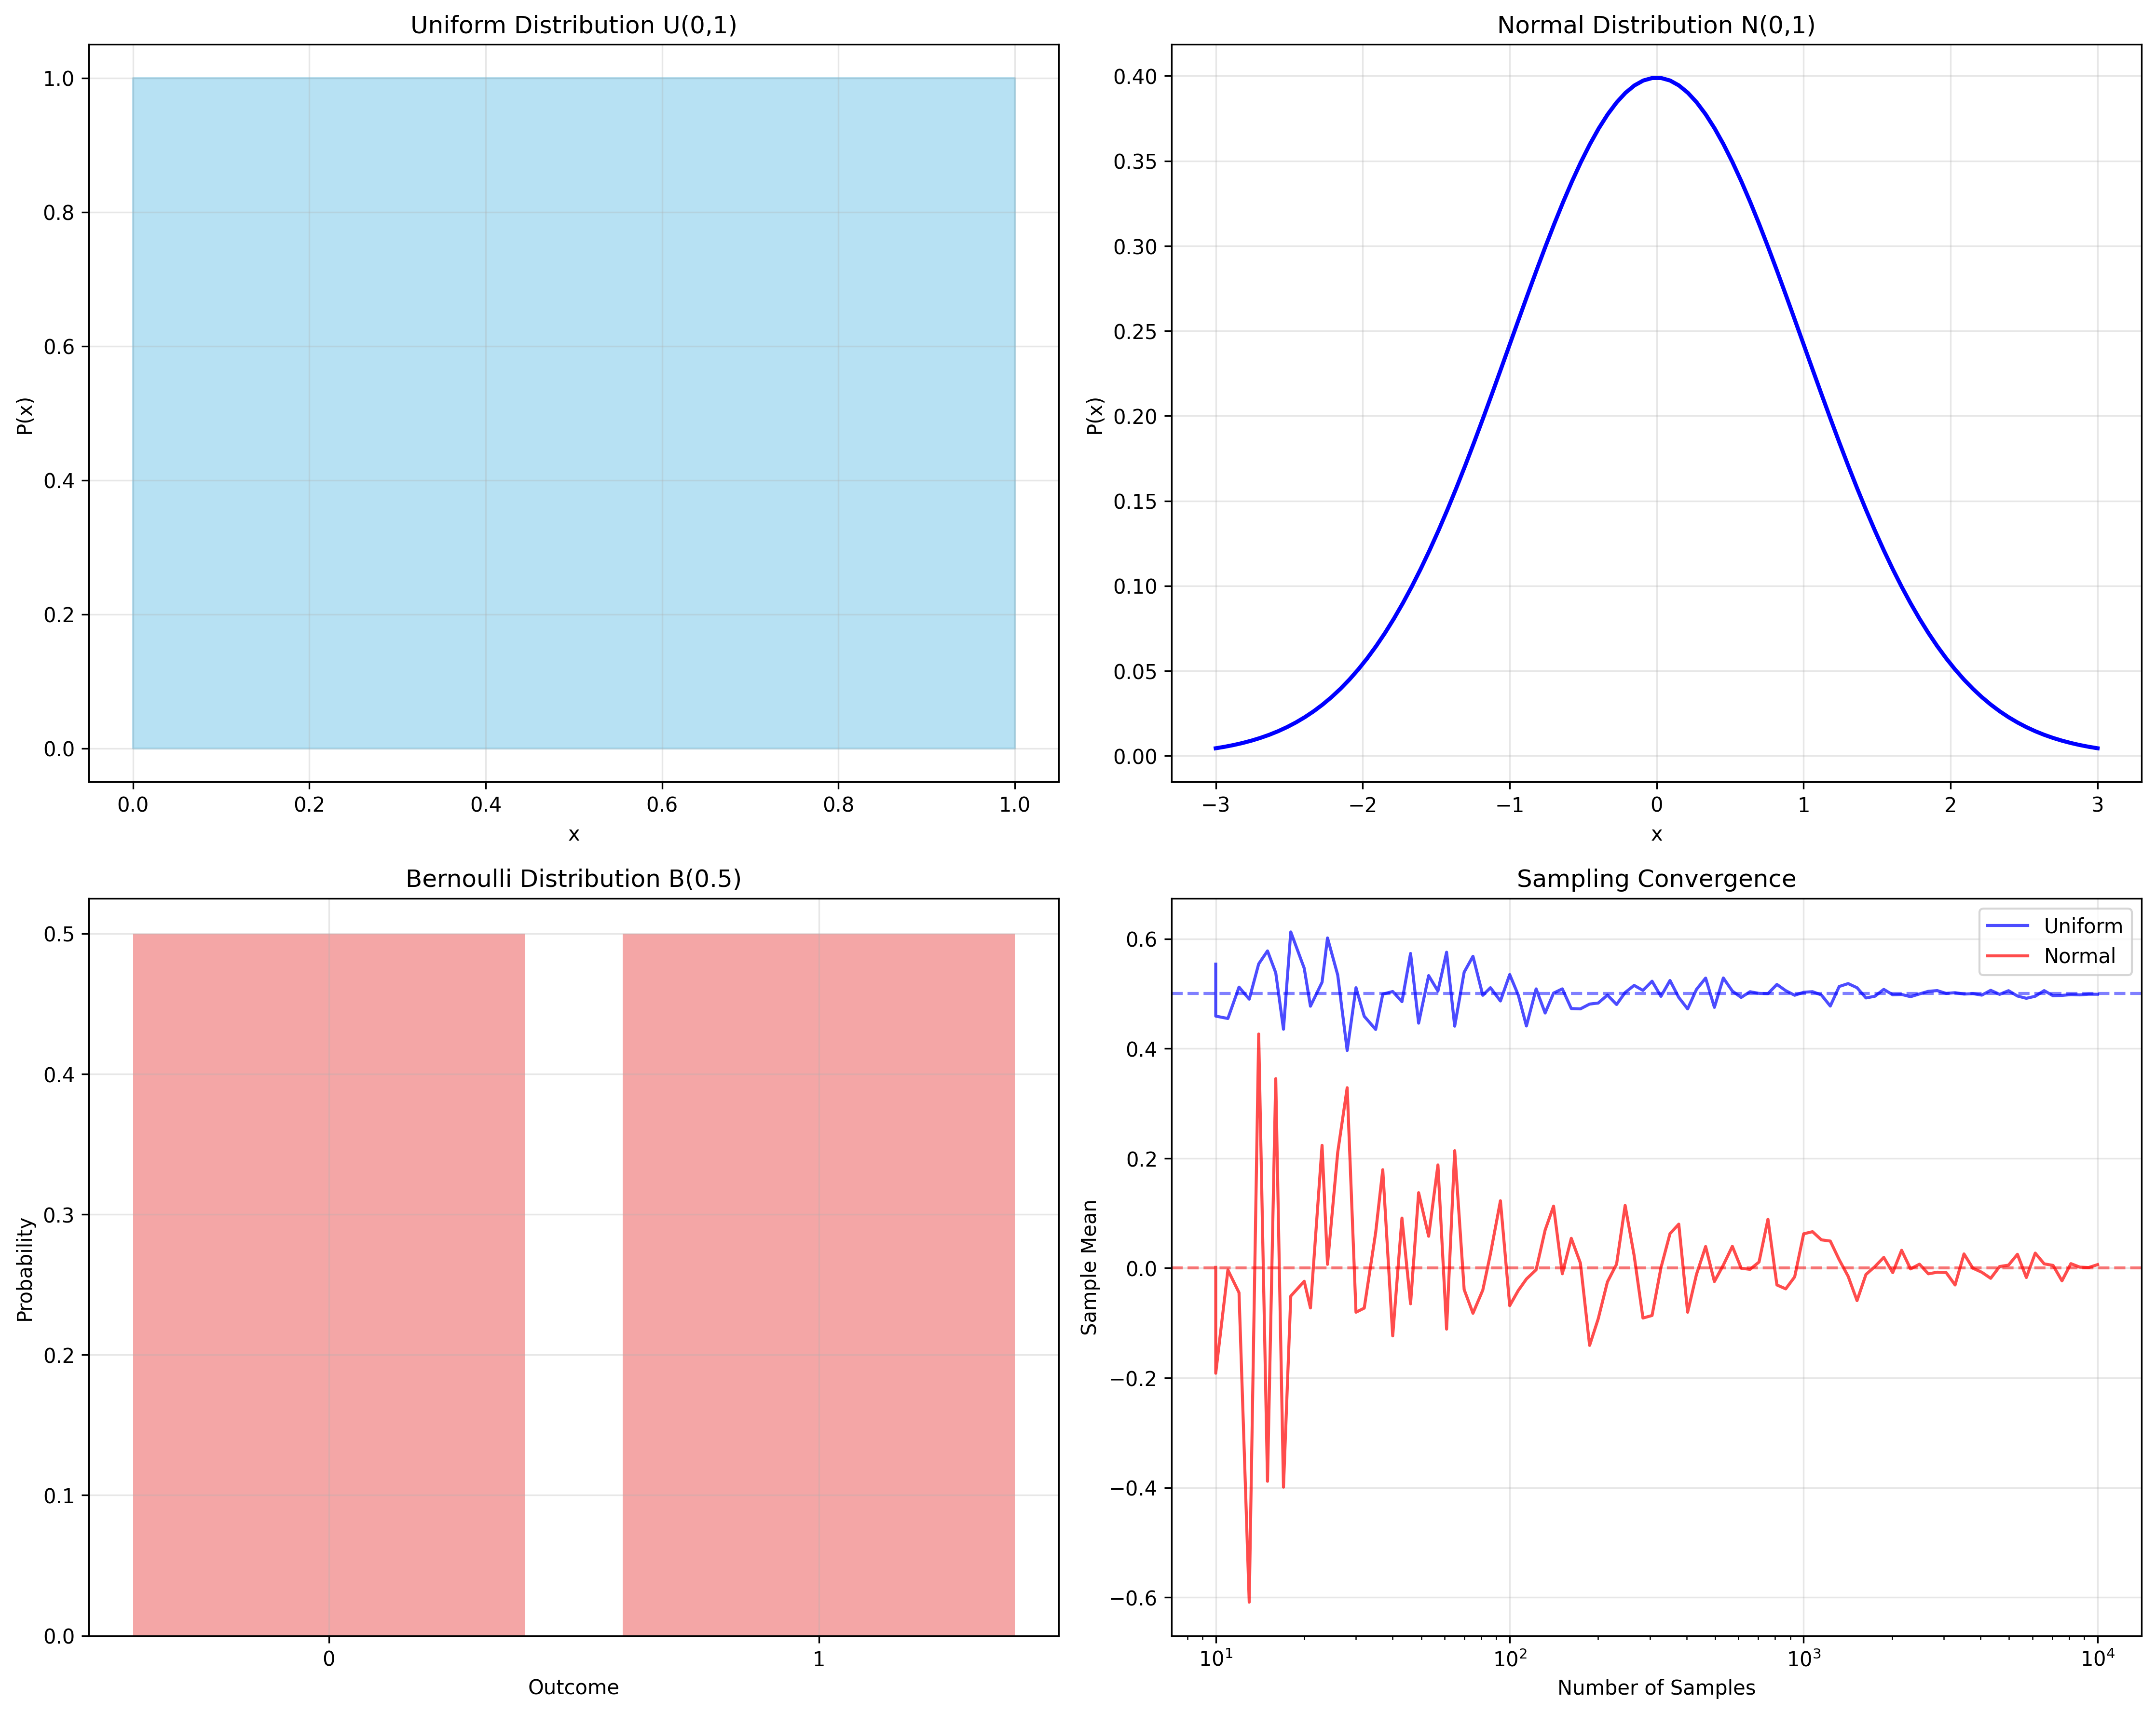 Uniform Distribution U(0,1)
P(x)
1.0
0.8
0.6
0.4
0.2
0.0
0.0 0.2 0.4 0.6 0.8 1.0
x
Normal Distribution N(0,1)
P(x)
0.40
0.35
0.30
0.25
0.20
0.15
0.10
0.05
0.00
−3 −2 −1 0 1 2 3
x
Bernoulli Distribution B(0.5)
Probability
0.5
0.4
0.3
0.2
0.1
0.0
0 1
Outcome
Sampling Convergence
Uniform
Normal
Sample Mean
0.6
0.4
0.2
0.0
−0.2
−0.4
−0.6
10¹ 10² 10³ 10⁴
Number of Samples